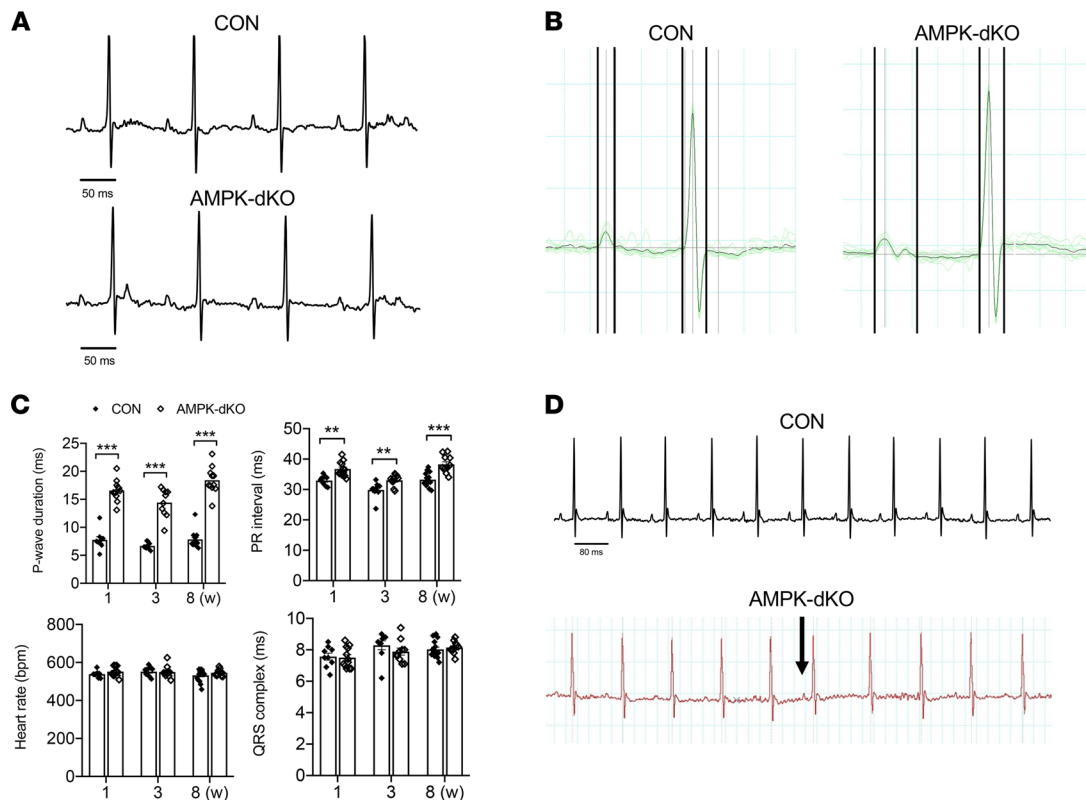 A
CON
50 ms
AMPK-dKO
50 ms
B
CON
AMPK-dKO
C
CON
AMPK-dKO
P-wave duration (ms)
25
20
15
10
5
0
***
***
***
1
3
8 (w)
PR interval (ms)
50
40
30
20
10
0
**
**
***
1
3
8 (w)
Heart rate (bpm)
800
600
400
200
0
1
3
8 (w)
QRS complex (ms)
10
8
6
4
2
0
1
3
8 (w)
D
CON
80 ms
AMPK-dKO